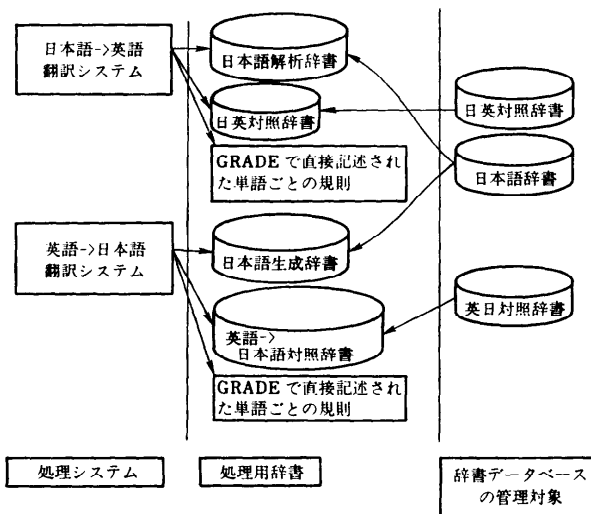 日本語->英語
翻訳システム
日本語解析辞書
日英対照辞書
GRADEで直接記述され
た単語ごとの規則
日英対照辞書
日本語辞書
英語->日本語
翻訳システム
日本語生成辞書
英語->
日本語対照辞書
GRADEで直接記述され
た単語ごとの規則
英日対照辞書
処理システム
処理用辞書
辞書データベース
の管理対象